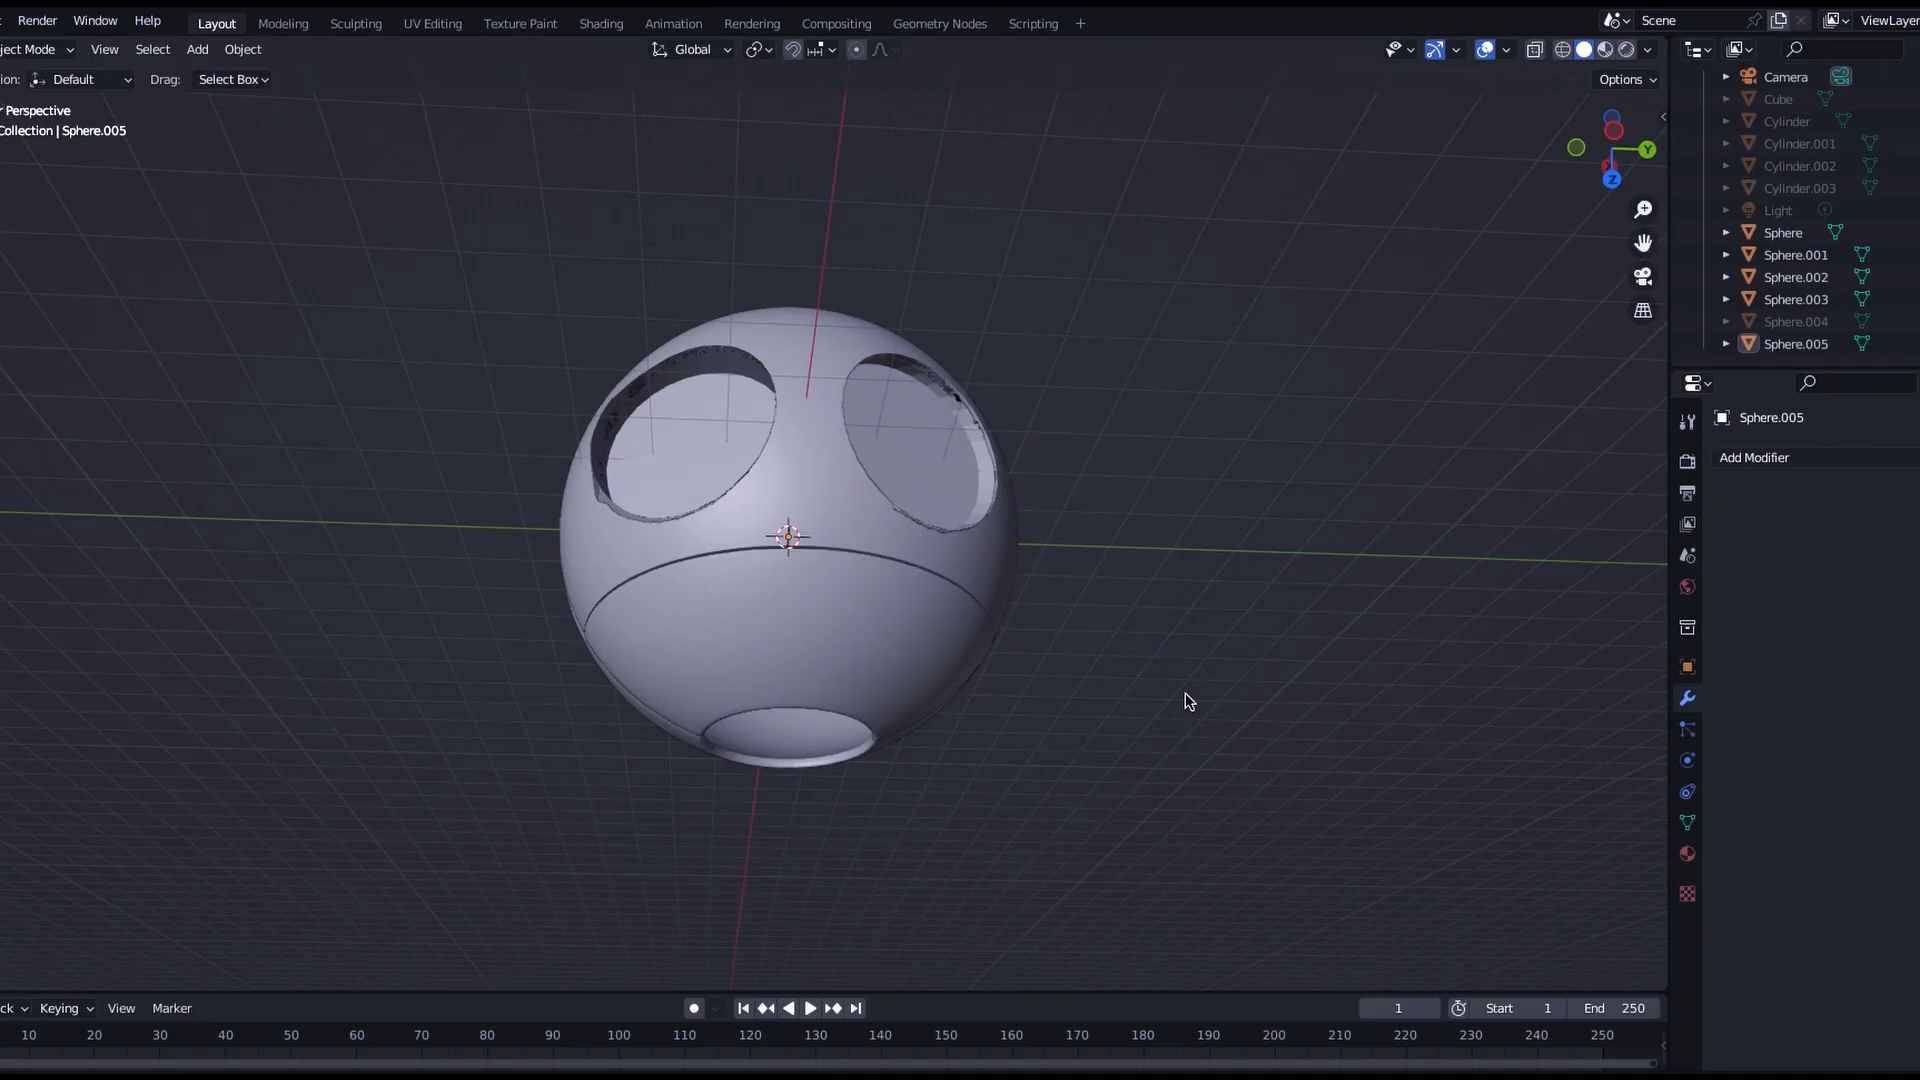 Render Window Help Layout Modeling Sculpting UV Editing Texture Paint Shading Animation Rendering Compositing Geometry Nodes Scripting + Scene ViewLayer
ject Mode View Select Add Object Global
ion: Default Drag: Select Box Options
r Perspective
Collection | Sphere.005
Y
X
Z
Camera
Cube
Cylinder
Cylinder.001
Cylinder.002
Cylinder.003
Light
Sphere
Sphere.001
Sphere.002
Sphere.003
Sphere.004
Sphere.005
Sphere.005
Add Modifier
ck Keying View Marker 1 Start 1 End 250
10 20 30 40 50 60 70 80 90 100 110 120 130 140 150 160 170 180 190 200 210 220 230 240 250